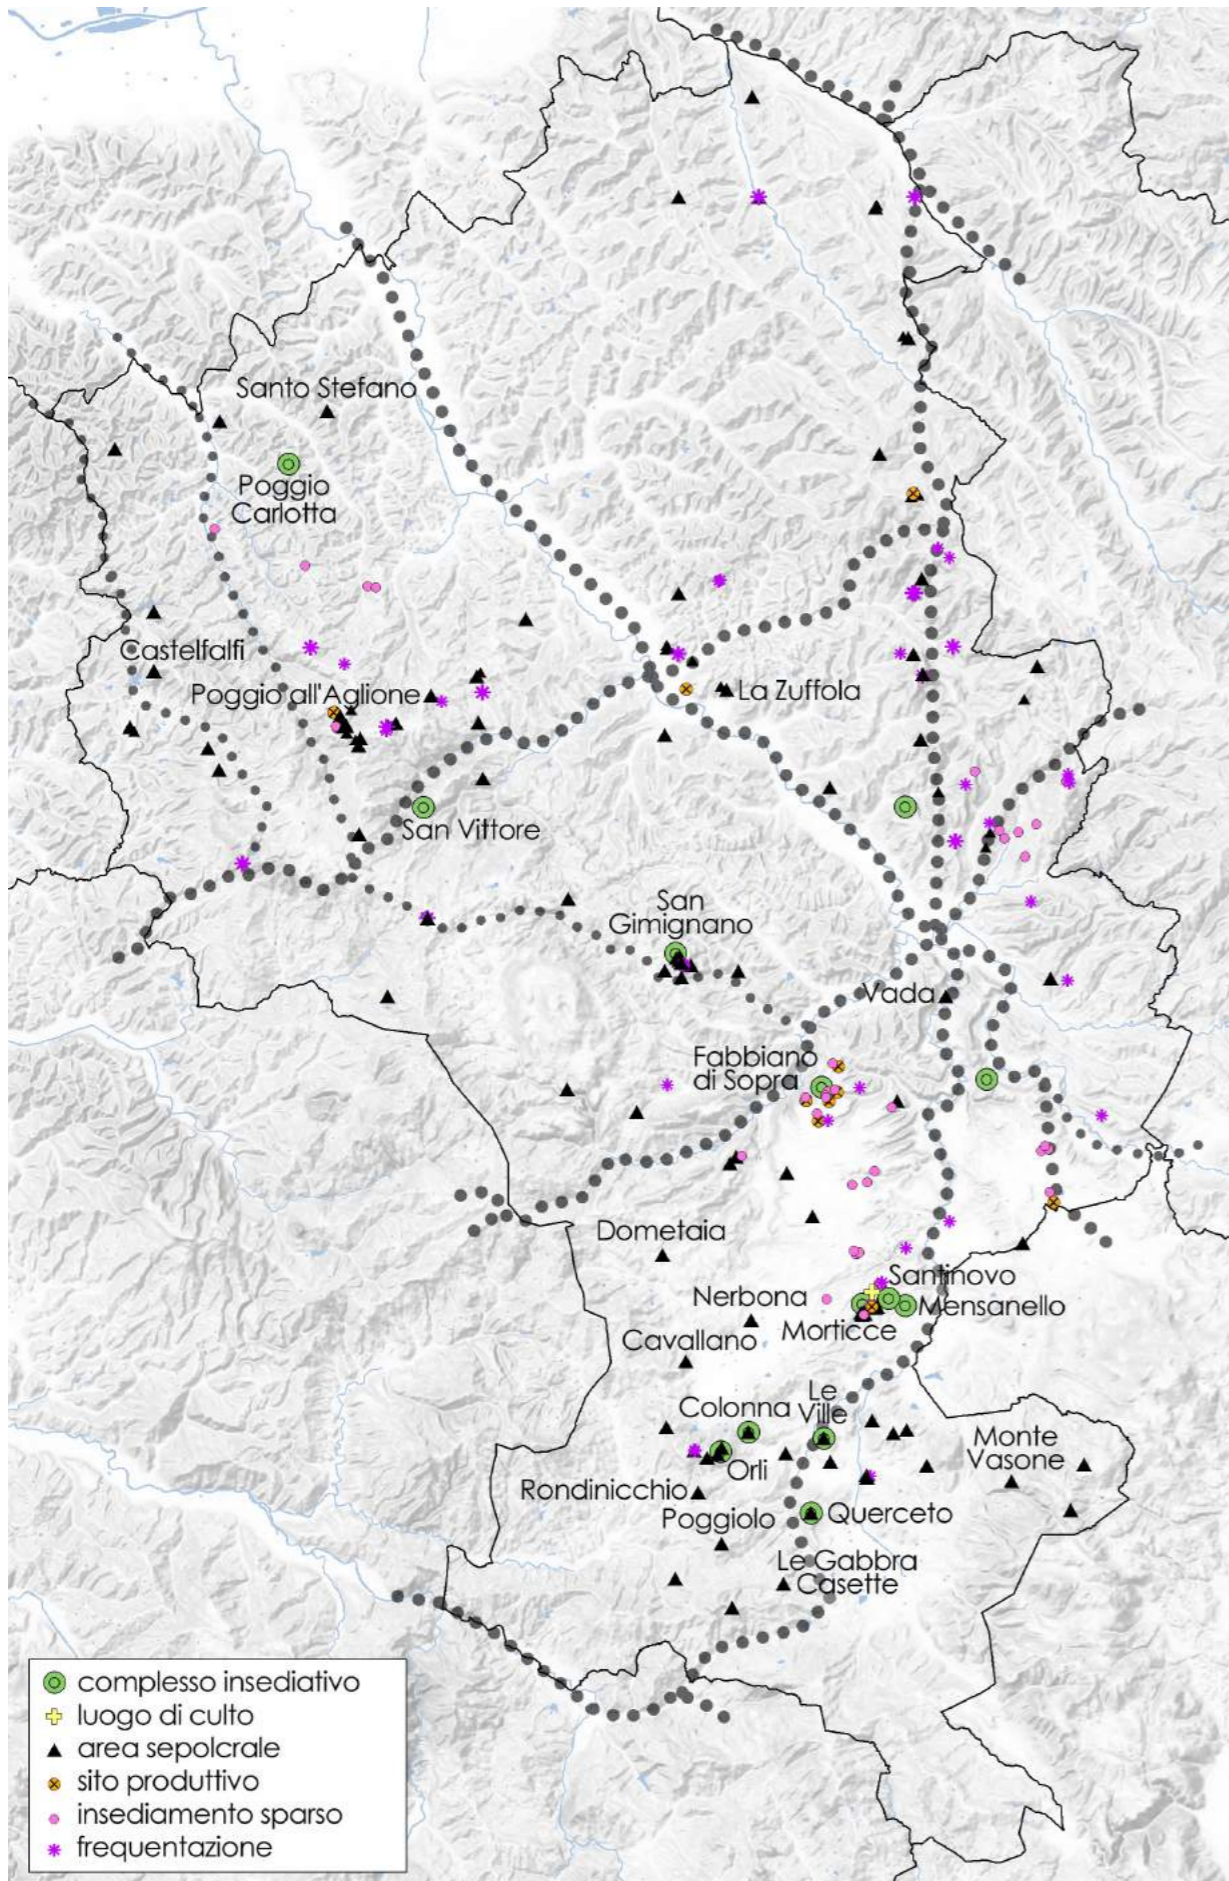 Santo Stefano
Poggio
Carlotta
Castelfalfi
Poggio all'Aglione
La Zuffola
San Vittore
San
Gimignano
Vada
Fabbiano
di Sopra
Dometaia
Santinovo
Nerbona
Mensanello
Morticce
Cavallano
Le
Ville
Colonna
Monte
Vasone
Orli
Rondinicchio
Poggiolo
Querceto
Le Gabbra
Casette
complesso insediativo
luogo di culto
area sepolcrale
sito produttivo
insediamento sparso
frequentazione